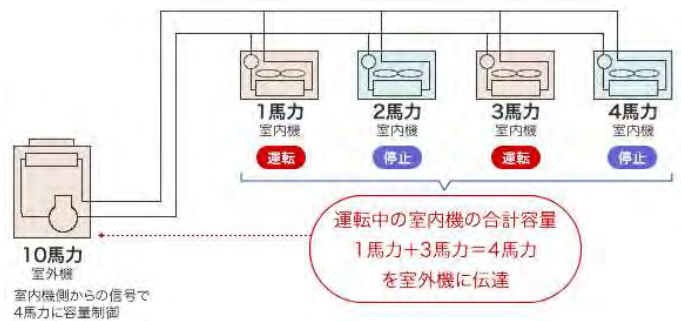 1馬力
室内機
運転
2馬力
室内機
停止
3馬力
室内機
運転
4馬力
室内機
停止
運転中の室内機の合計容量
1馬力+3馬力=4馬力
を室外機に伝達
10馬力
室外機
室内機側からの信号で
4馬力に容量制御